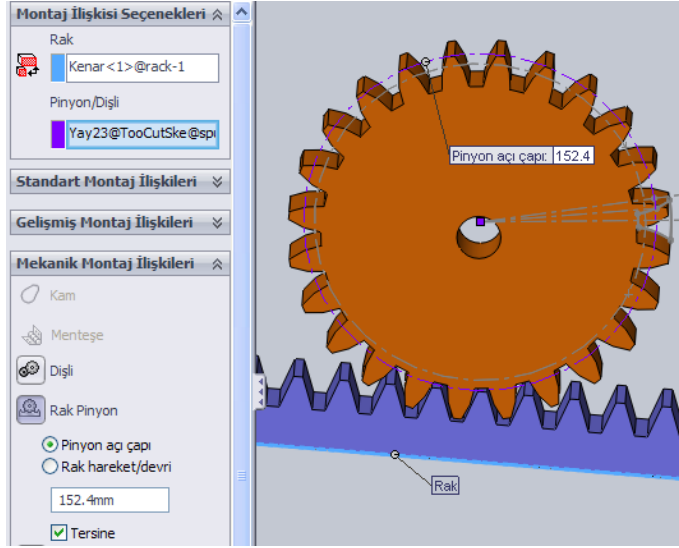 Montaj İlişkisi Seçenekleri
Rak
Kenar<1>@rack-1
Pinyon/Dişli
Yay23@TooCutSke@spu
Standart Montaj İlişkileri
Gelişmiş Montaj İlişkileri
Mekanik Montaj İlişkileri
Kam
Menteşe
Dişli
Rak Pinyon
Pinyon açı çapı
Rak hareket/devri
152.4mm
Tersine
Pinyon açı çapı: 152.4
Rak